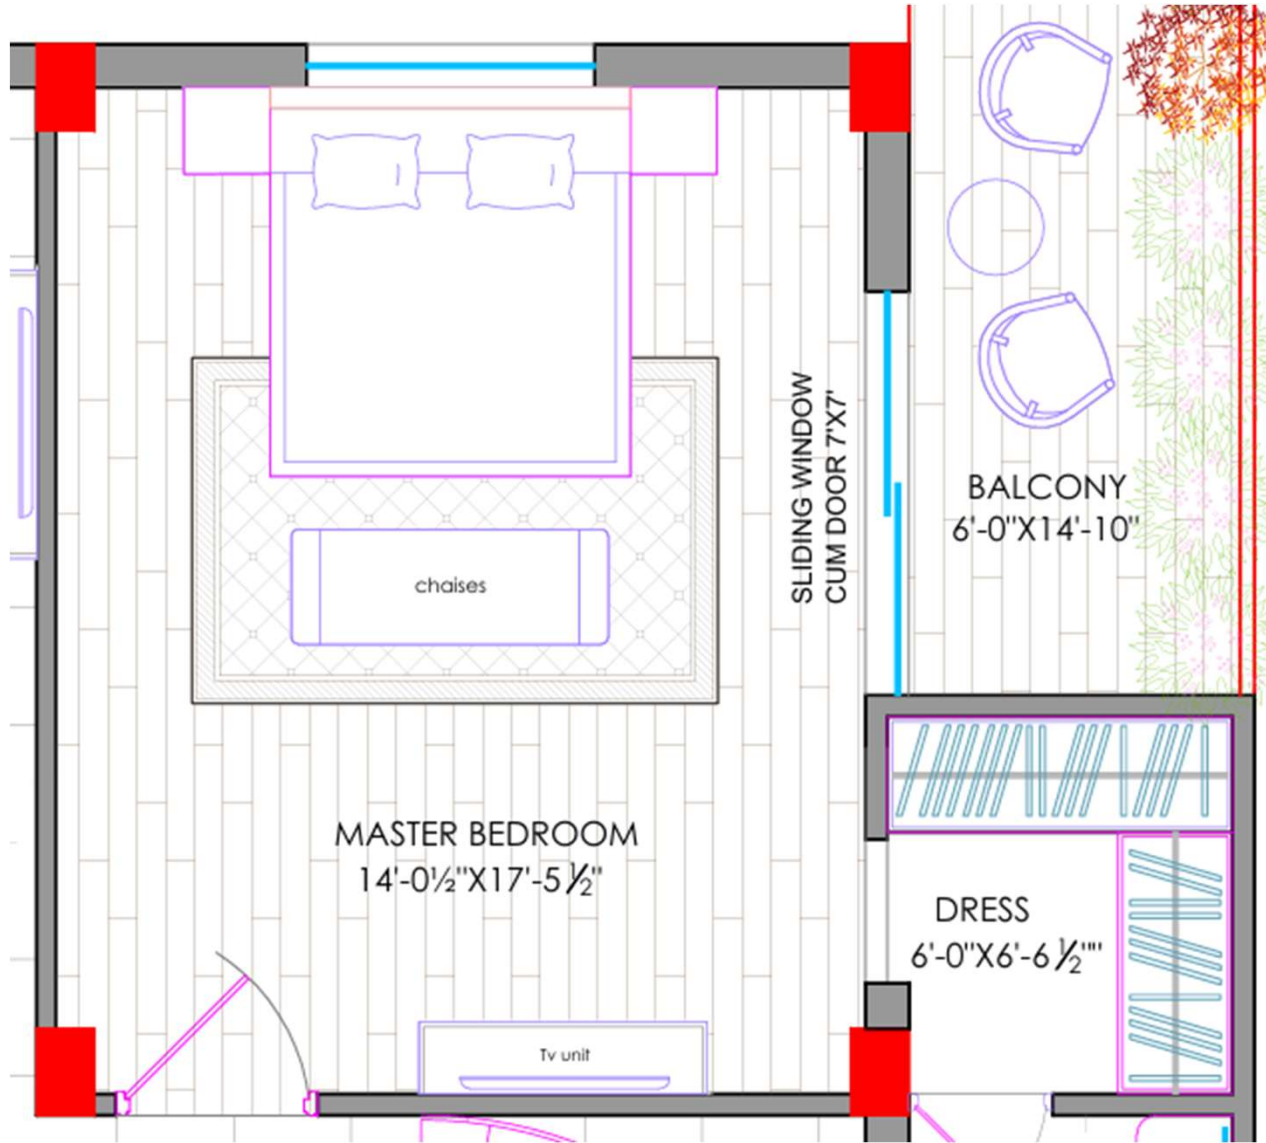 SLIDING WINDOW
CUM DOOR 7'X7'
BALCONY
6'-0"X14'-10"
chaises
MASTER BEDROOM
14'-0½"X17'-5½"
DRESS
6'-0"X6'-6½""
Tv unit